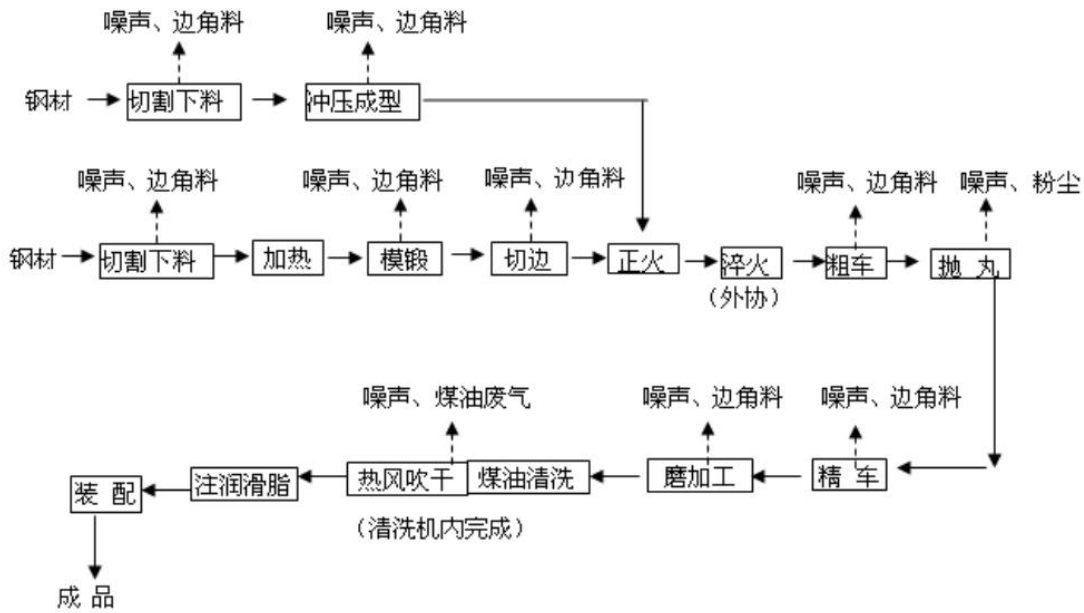 噪声、边角料 噪声、边角料
钢材 切割下料 冲压成型
噪声、边角料 噪声、边角料 噪声、边角料 噪声、边角料 噪声、粉尘
钢材 切割下料 加热 模锻 切边 正火 淬火 粗车 抛 丸
（外协）
噪声、煤油废气 噪声、边角料 噪声、边角料
装 配 注润滑脂 热风吹干 煤油清洗 磨加工 精 车
（清洗机内完成）
成 品